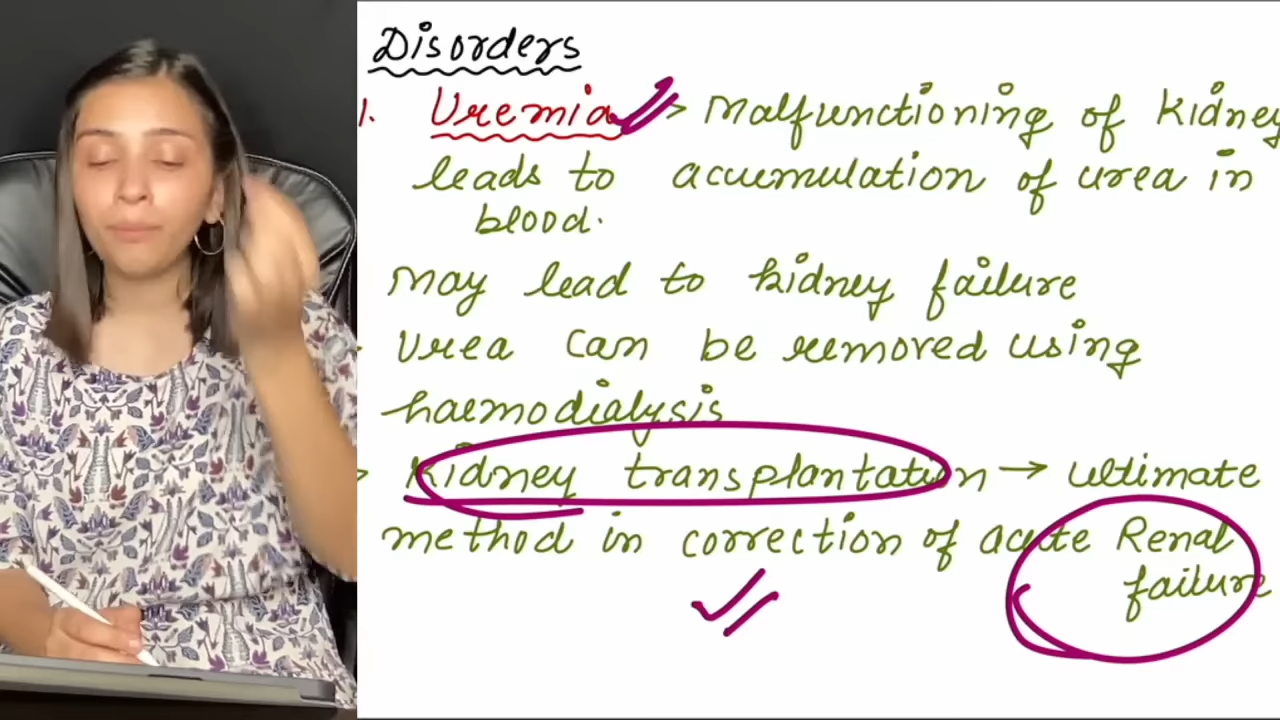 Disorders
1. Uremia > Malfunctioning of kidney
leads to acumulation of urea in
blood.
May lead to kidney failure
Urea can be removed using
haemodialysis
> Kidney transplantation → ultimate
method in correction of acute Renal
failure